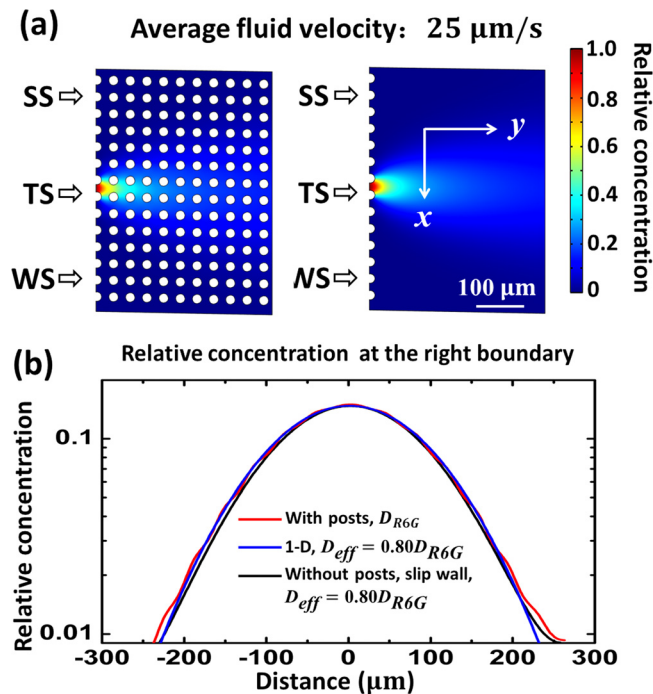 (a)
Average fluid velocity: 25 µm/s
SS
TS
WS
SS
TS
NS
y
x
100 µm
1.0
0.8
0.6
0.4
0.2
0
Relative concentration
(b)
Relative concentration at the right boundary
Relative concentration
0.1
0.01
With posts, D_R6G
1-D, D_eff = 0.80D_R6G
Without posts, slip wall,
D_eff = 0.80D_R6G
-300
-200
-100
0
100
200
300
Distance (µm)